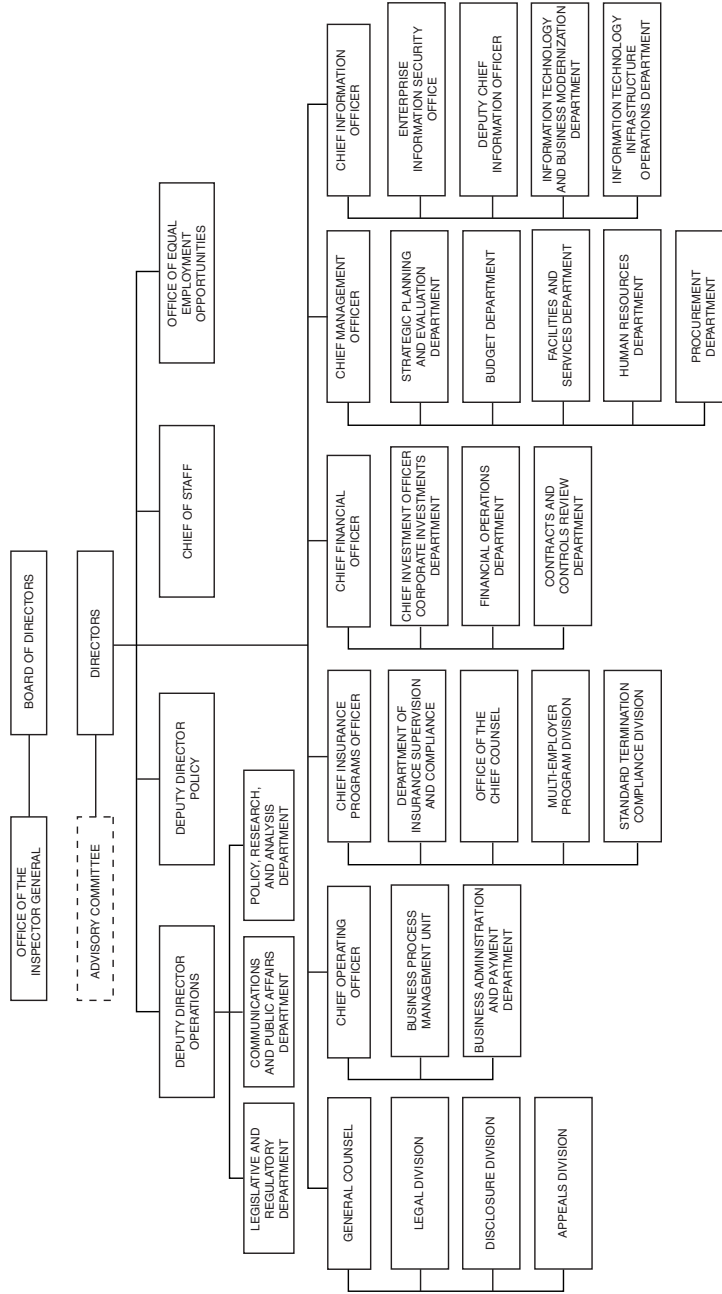 OFFICE OF THE
INSPECTOR GENERAL
BOARD OF DIRECTORS
ADVISORY COMMITTEE
DIRECTORS
DEPUTY DIRECTOR
OPERATIONS
DEPUTY DIRECTOR
POLICY
CHIEF OF STAFF
OFFICE OF EQUAL
EMPLOYMENT
OPPORTUNITIES
LEGISLATIVE AND
REGULATORY
DEPARTMENT
COMMUNICATIONS
AND PUBLIC AFFAIRS
DEPARTMENT
POLICY, RESEARCH,
AND ANALYSIS
DEPARTMENT
GENERAL COUNSEL
LEGAL DIVISION
DISCLOSURE DIVISION
APPEALS DIVISION
CHIEF OPERATING
OFFICER
BUSINESS PROCESS
MANAGEMENT UNIT
BUSINESS ADMINISTRATION
AND PAYMENT
DEPARTMENT
CHIEF INSURANCE
PROGRAMS OFFICER
DEPARTMENT OF
INSURANCE SUPERVISION
AND COMPLIANCE
OFFICE OF THE
CHIEF COUNSEL
MULTI-EMPLOYER
PROGRAM DIVISION
STANDARD TERMINATION
COMPLIANCE DIVISION
CHIEF FINANCIAL
OFFICER
CHIEF INVESTMENT OFFICER
CORPORATE INVESTMENTS
DEPARTMENT
FINANCIAL OPERATIONS
DEPARTMENT
CONTRACTS AND
CONTROLS REVIEW
DEPARTMENT
CHIEF MANAGEMENT
OFFICER
STRATEGIC PLANNING
AND EVALUATION
DEPARTMENT
BUDGET DEPARTMENT
FACILITIES AND
SERVICES DEPARTMENT
HUMAN RESOURCES
DEPARTMENT
PROCUREMENT
DEPARTMENT
CHIEF INFORMATION
OFFICER
ENTERPRISE
INFORMATION SECURITY
OFFICE
DEPUTY CHIEF
INFORMATION OFFICER
INFORMATION TECHNOLOGY
AND BUSINESS MODERNIZATION
DEPARTMENT
INFORMATION TECHNOLOGY
INFRASTRUCTURE
OPERATIONS DEPARTMENT